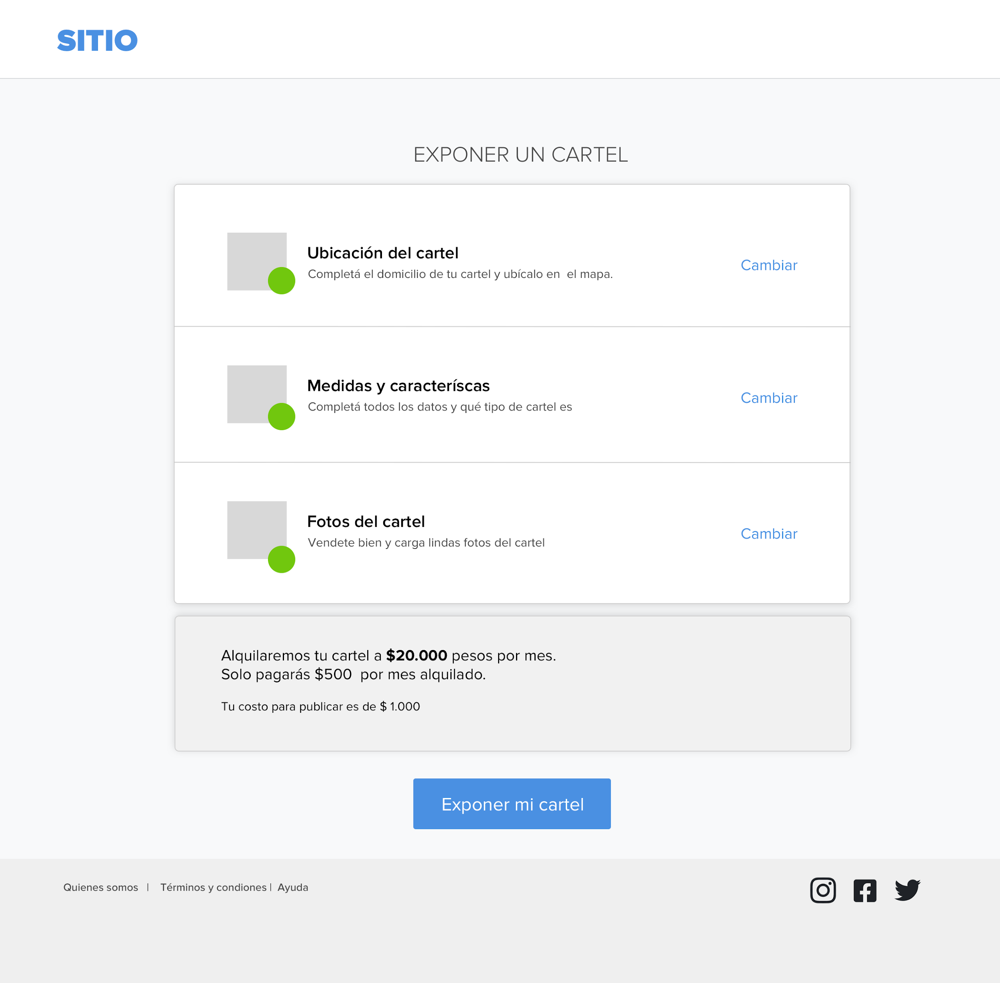 SITIO
EXPONER UN CARTEL
Ubicación del cartel
Completá el domicilio de tu cartel y ubícalo en  el mapa.
Cambiar
Medidas y caracteríscas
Completá todos los datos y qué tipo de cartel es
Cambiar
Fotos del cartel
Vendete bien y carga lindas fotos del cartel
Cambiar
Alquilaremos tu cartel a $20.000 pesos por mes.
Solo pagarás $500  por mes alquilado.
Tu costo para publicar es de $ 1.000
Exponer mi cartel
Quienes somos | Términos y condiones | Ayuda